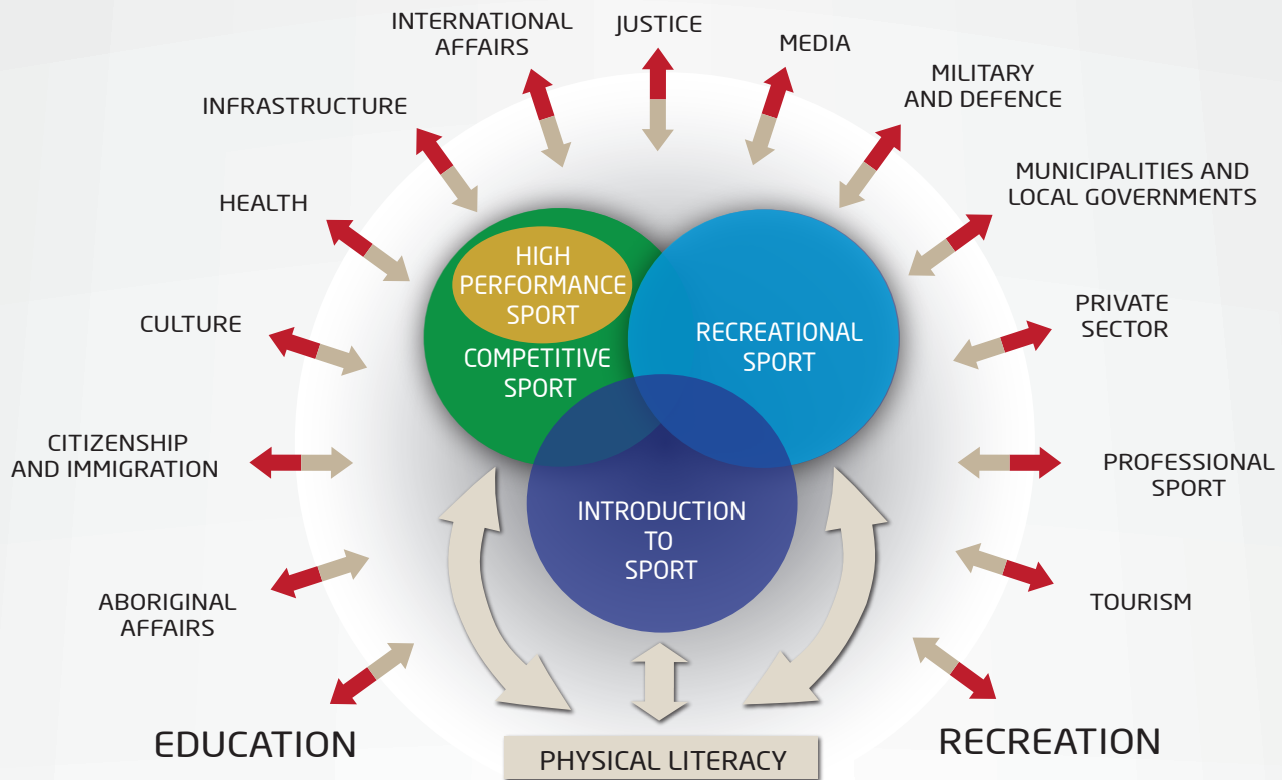 INTERNATIONAL
AFFAIRS
JUSTICE
MEDIA
MILITARY
AND DEFENCE
INFRASTRUCTURE
MUNICIPALITIES AND
LOCAL GOVERNMENTS
HEALTH
HIGH
PERFORMANCE
SPORT
COMPETITIVE
SPORT
RECREATIONAL
SPORT
CULTURE
PRIVATE
SECTOR
CITIZENSHIP
AND IMMIGRATION
PROFESSIONAL
SPORT
INTRODUCTION
TO
SPORT
ABORIGINAL
AFFAIRS
TOURISM
EDUCATION
PHYSICAL LITERACY
RECREATION